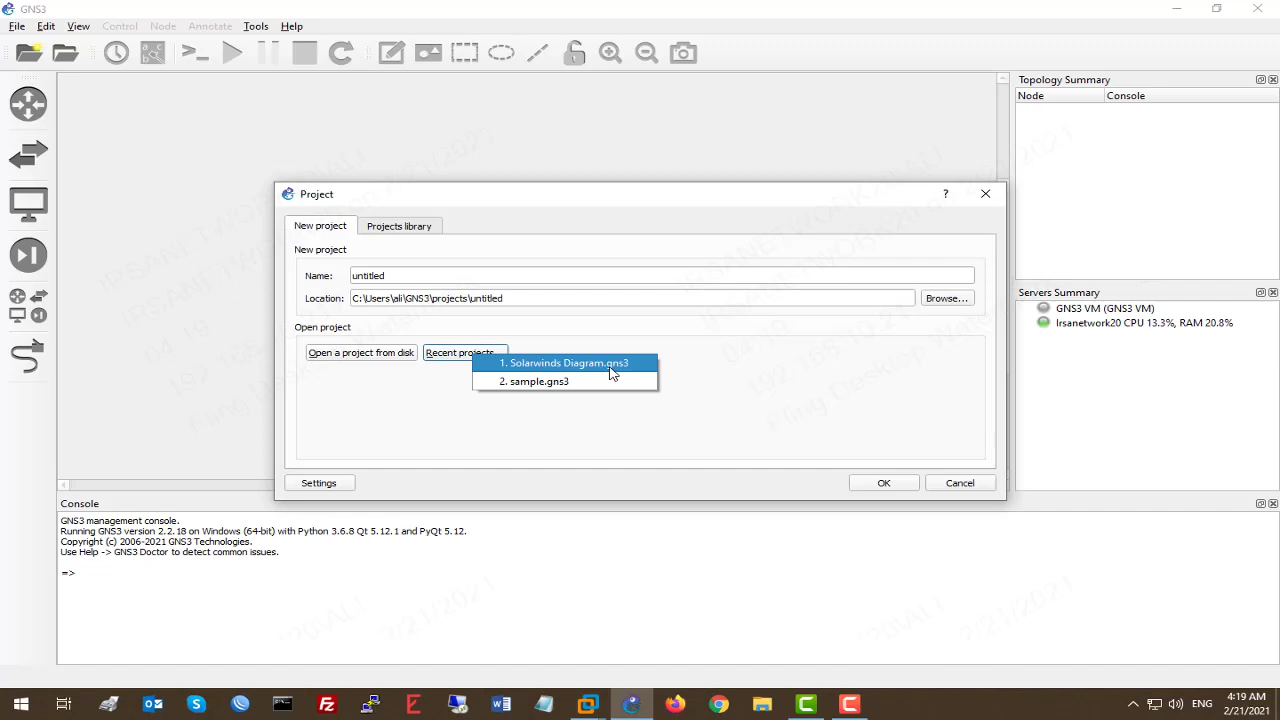 GNS3
File Edit View Control Node Annotate Tools Help
Topology Summary
Node Console
Project
New project Projects library
New project
Name: untitled
Location: C:\Users\ali\GNS3\projects\untitled Browse...
Open project
Open a project from disk Recent projects...
1. Solarwinds Diagram.gns3
2. sample.gns3
Settings OK Cancel
Servers Summary
GNS3 VM (GNS3 VM)
Irsanetwork20 CPU 13.3%, RAM 20.8%
Console
GNS3 management console.
Running GNS3 version 2.2.18 on Windows (64-bit) with Python 3.6.8 Qt 5.12.1 and PyQt 5.12.
Copyright (c) 2006-2021 GNS3 Technologies.
Use Help -> GNS3 Doctor to detect common issues.
=>
ENG
4:19 AM
2/21/2021